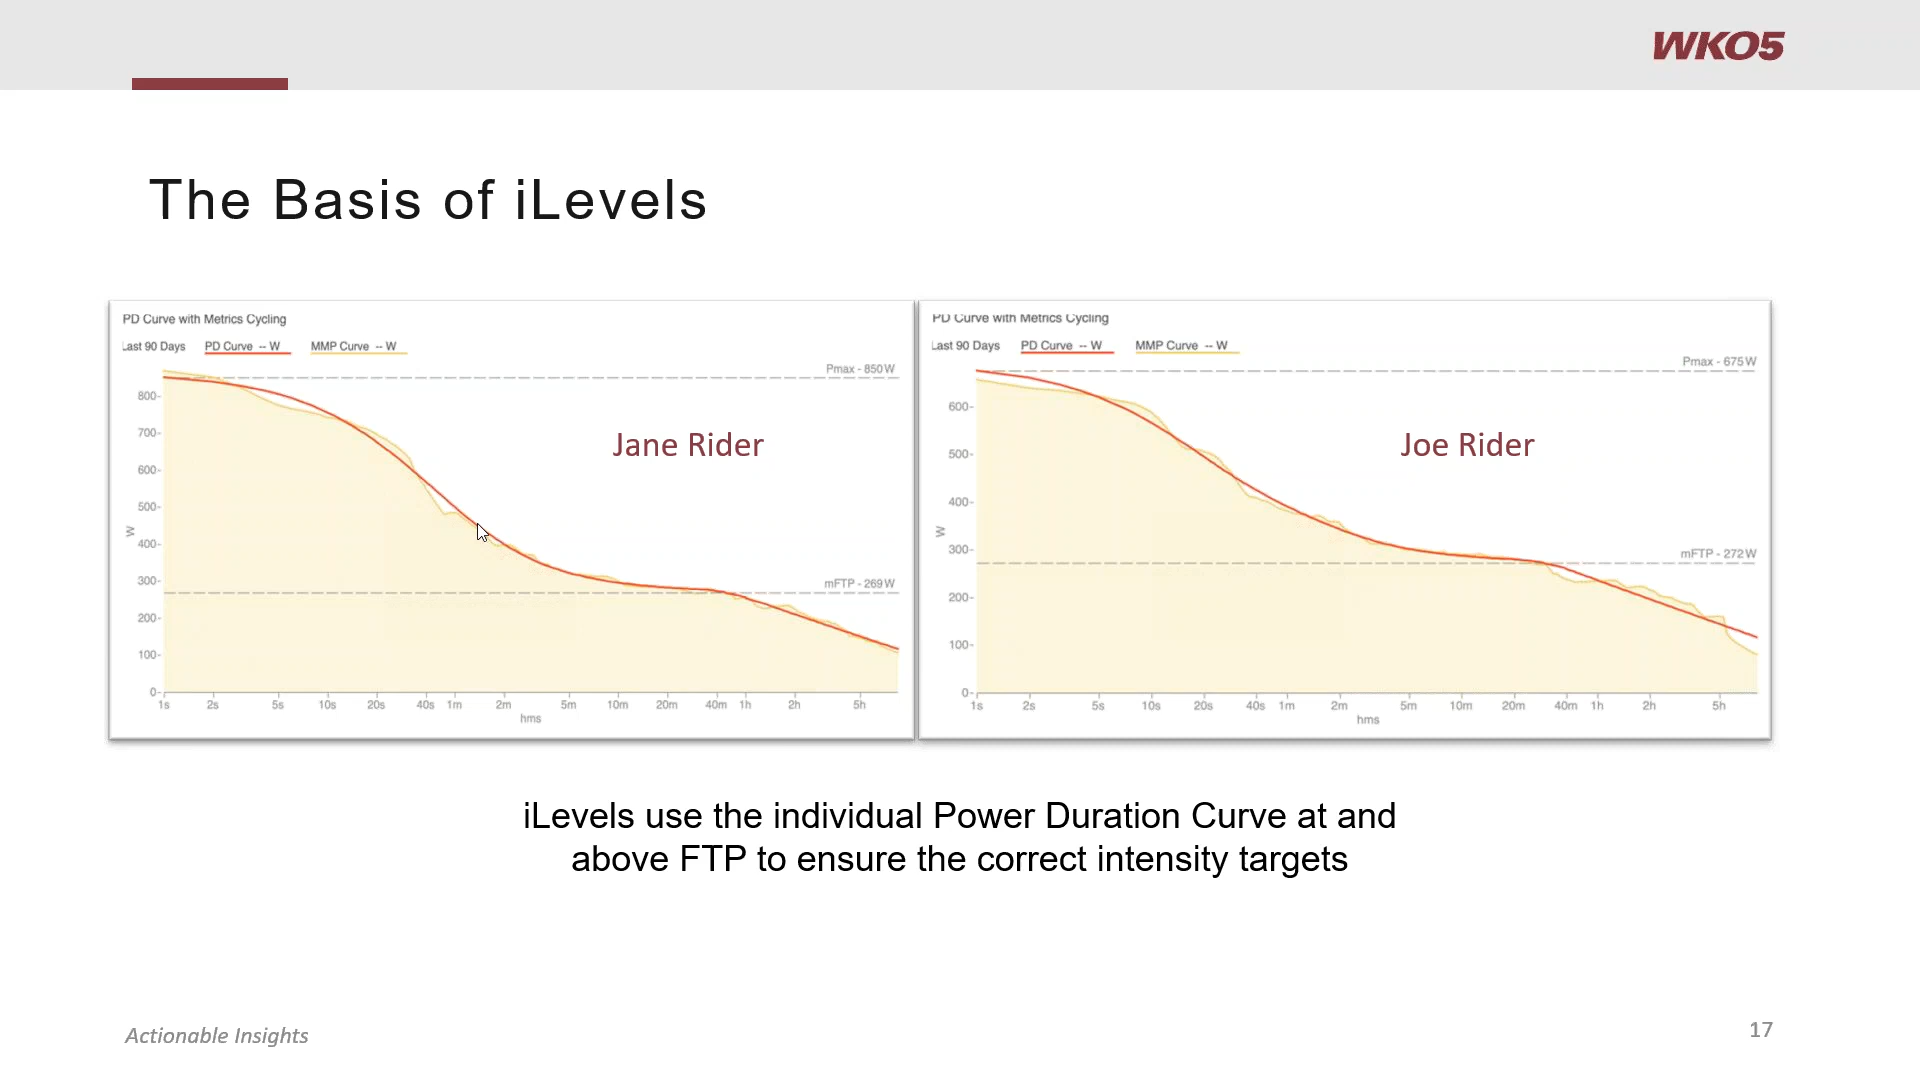 WKO5
The Basis of iLevels
PD Curve with Metrics Cycling
Last 90 Days PD Curve -- W MMP Curve -- W
Pmax - 850W
800-
700-
600-
500-
400-
300-
200-
100-
0-
W
Jane Rider
mFTP - 269W
1s 2s 5s 10s 20s 40s 1m 2m 5m 10m 20m 40m 1h 2h 5h
hms
PD Curve with Metrics Cycling
Last 90 Days PD Curve -- W MMP Curve -- W
Pmax - 675W
600-
500-
400-
300-
200-
100-
0-
W
Joe Rider
mFTP - 272W
1s 2s 5s 10s 20s 40s 1m 2m 5m 10m 20m 40m 1h 2h 5h
hms
iLevels use the individual Power Duration Curve at and
above FTP to ensure the correct intensity targets
Actionable Insights
17